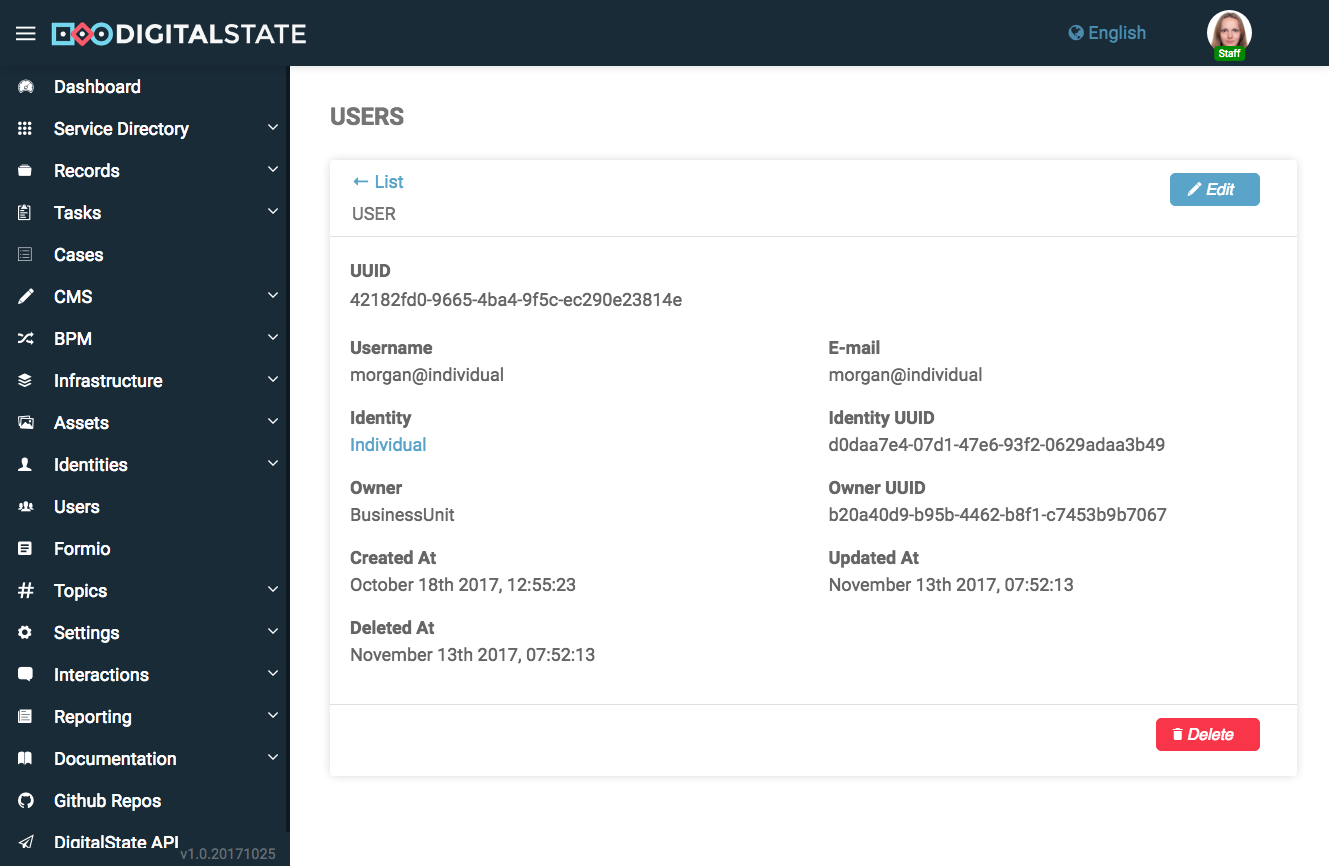 DIGITALSTATE
English
Staff
Dashboard
Service Directory
Records
Tasks
Cases
CMS
BPM
Infrastructure
Assets
Identities
Users
Formio
Topics
Settings
Interactions
Reporting
Documentation
Github Repos
DigitalState API
v1.0.20171025
USERS
← List
Edit
USER
UUID
42182fd0-9665-4ba4-9f5c-ec290e23814e
Username
morgan@individual
E-mail
morgan@individual
Identity
Individual
Identity UUID
d0daa7e4-07d1-47e6-93f2-0629adaa3b49
Owner
BusinessUnit
Owner UUID
b20a40d9-b95b-4462-b8f1-c7453b9b7067
Created At
October 18th 2017, 12:55:23
Updated At
November 13th 2017, 07:52:13
Deleted At
November 13th 2017, 07:52:13
Delete